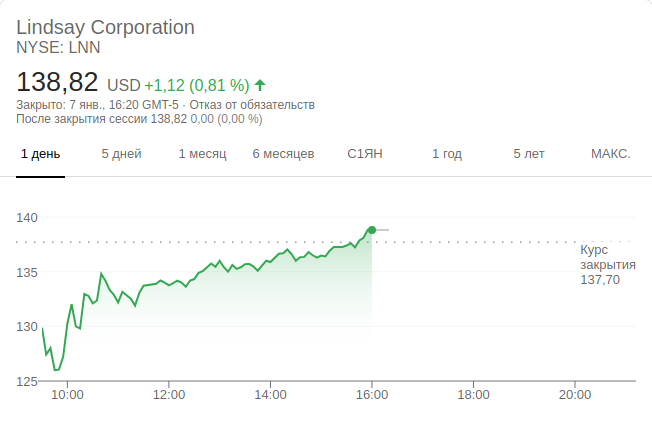 Lindsay Corporation
NYSE: LNN
138,82 USD +1,12 (0,81 %) ↑
Закрыто: 7 янв., 16:20 GMT-5 · Отказ от обязательств
После закрытия сессии 138,82 0,00 (0,00 %)
1 день 5 дней 1 месяц 6 месяцев С1ЯН 1 год 5 лет МАКС.
140
135
130
125
Курс
закрытия
137,70
10:00 12:00 14:00 16:00 18:00 20:00